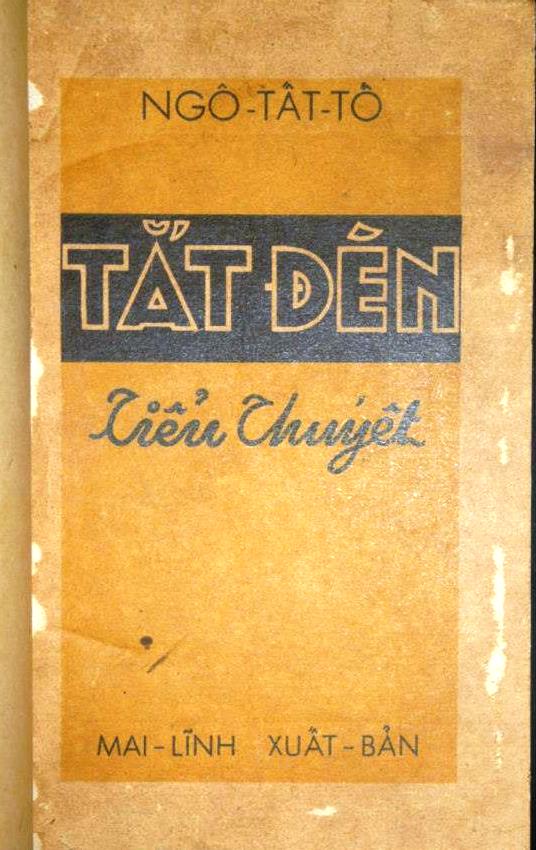 NGÔ-TẤT-TỐ
TẮT-ĐÈN
Tiểu Thuyết
MAI-LĨNH XUẤT-BẢN